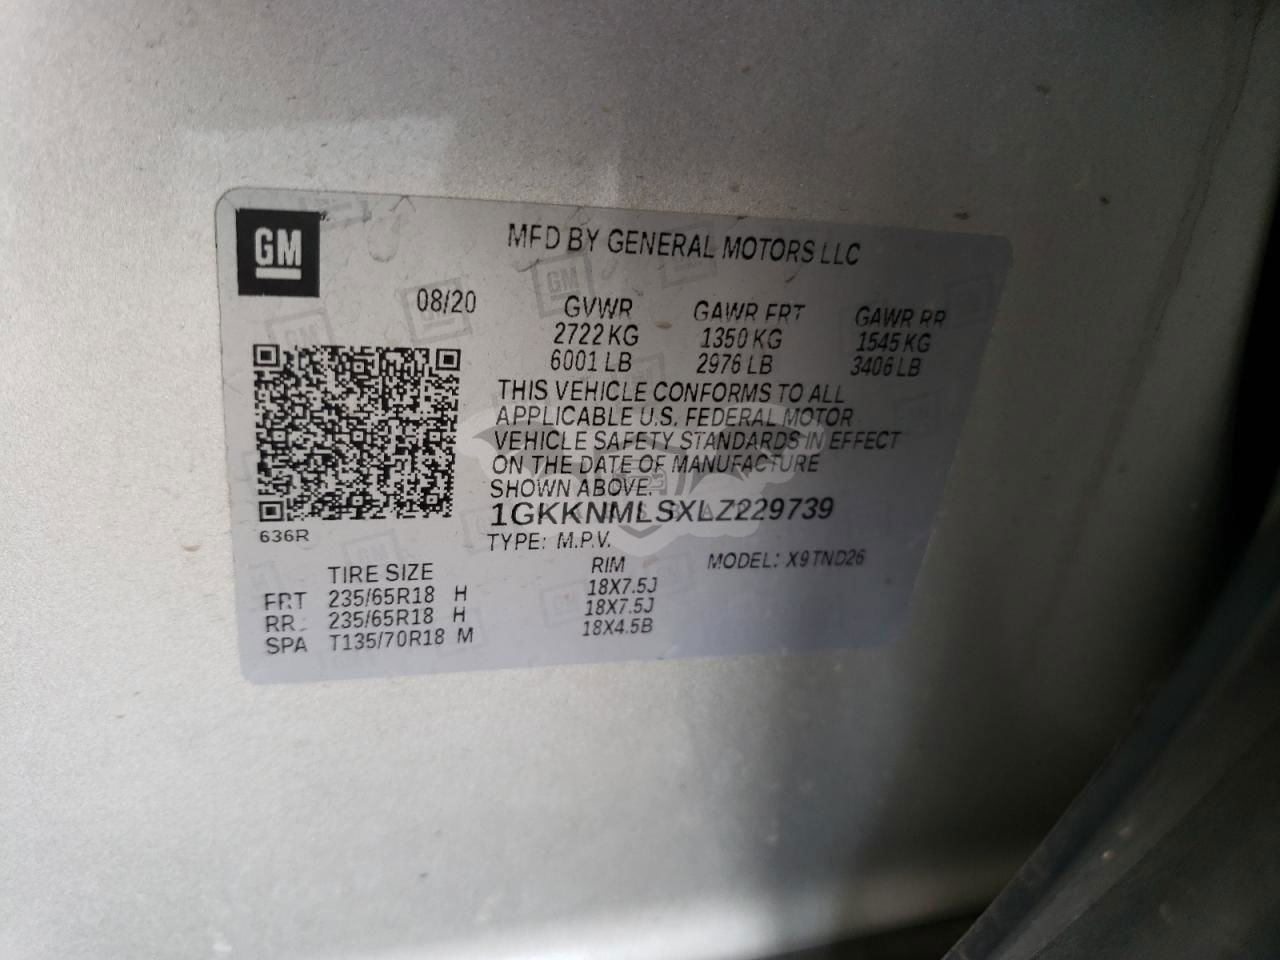 GM
MFD BY GENERAL MOTORS LLC
08/20
GVWR GAWR FRT GAWR RR
2722 KG 1350 KG 1545 KG
6001 LB 2976 LB 3406 LB
THIS VEHICLE CONFORMS TO ALL
APPLICABLE U.S. FEDERAL MOTOR
VEHICLE SAFETY STANDARDS IN EFFECT
ON THE DATE OF MANUFACTURE
SHOWN ABOVE.
1GKKNMLSXLZ229739
636R
TYPE: M.P.V. MODEL: X9TND26
TIRE SIZE RIM
FRT 235/65R18 H 18X7.5J
RR 235/65R18 H 18X7.5J
SPA T135/70R18 M 18X4.5B